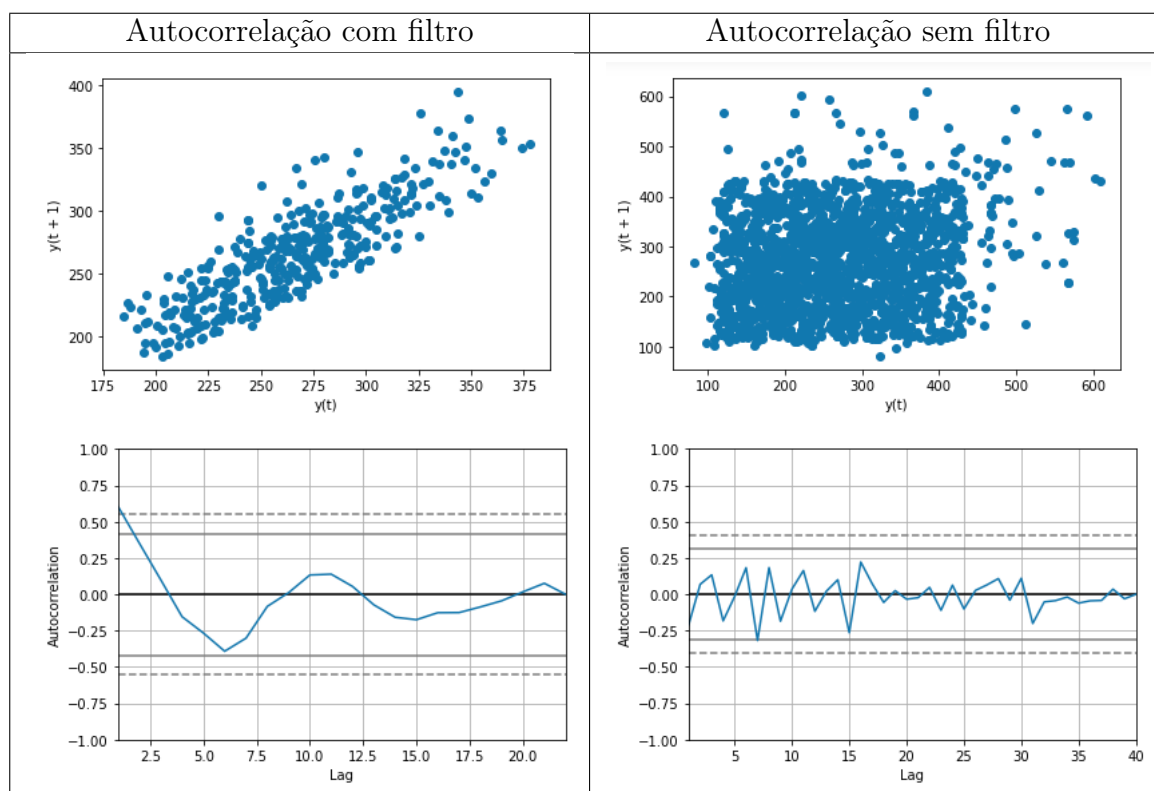 Autocorrelação com filtro
Autocorrelação sem filtro
400
350
300
250
200
y(t + 1)
175 200 225 250 275 300 325 350 375
y(t)
600
500
400
300
200
100
y(t + 1)
100 200 300 400 500 600
y(t)
1.00
0.75
0.50
0.25
0.00
−0.25
−0.50
−0.75
−1.00
Autocorrelation
2.5 5.0 7.5 10.0 12.5 15.0 17.5 20.0
Lag
1.00
0.75
0.50
0.25
0.00
−0.25
−0.50
−0.75
−1.00
Autocorrelation
5 10 15 20 25 30 35 40
Lag